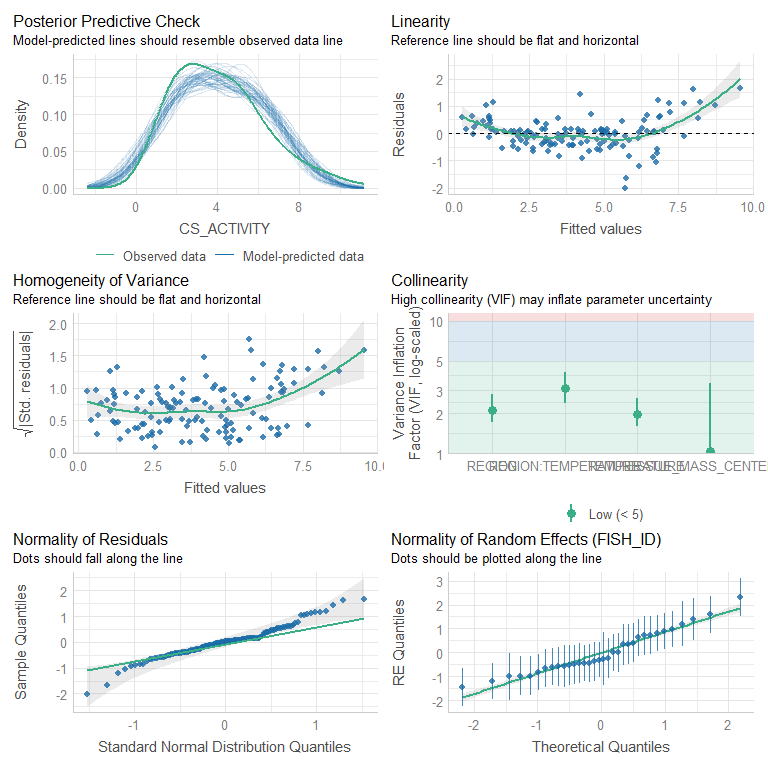 Posterior Predictive Check
Model-predicted lines should resemble observed data line
0.15
0.10
0.05
0.00
Density
0
4
8
CS_ACTIVITY
Observed data
Model-predicted data
Linearity
Reference line should be flat and horizontal
2
1
0
-1
-2
Residuals
0.0
2.5
5.0
7.5
10.0
Fitted values
Homogeneity of Variance
Reference line should be flat and horizontal
2.0
1.5
1.0
0.5
0.0
√|Std. residuals|
0.0
2.5
5.0
7.5
Fitted values
Collinearity
High collinearity (VIF) may inflate parameter uncertainty
10
5
3
2
1
Variance Inflation
Factor (VIF, log-scaled)
Low (< 5)
Normality of Residuals
Dots should fall along the line
2
1
0
-1
-2
Sample Quantiles
-1
0
1
Standard Normal Distribution Quantiles
Normality of Random Effects (FISH_ID)
Dots should be plotted along the line
3
2
1
0
-1
-2
RE Quantiles
-2
-1
0
1
2
Theoretical Quantiles